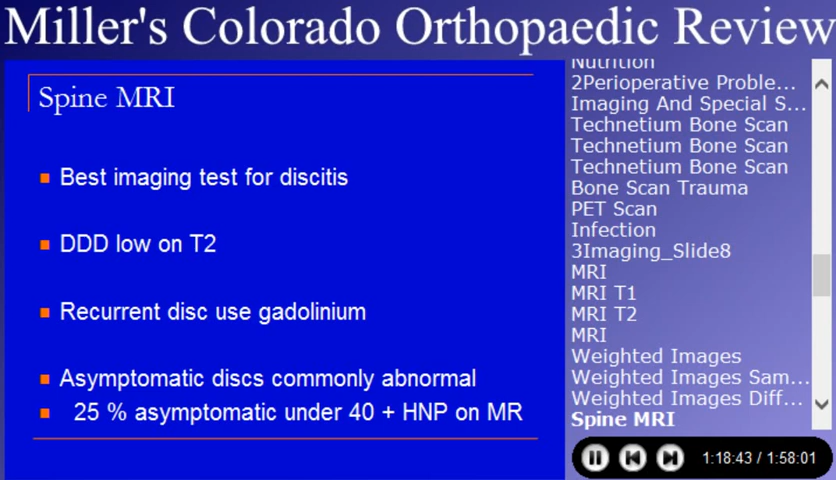 Miller's Colorado Orthopaedic Review
Spine MRI
Best imaging test for discitis
DDD low on T2
Recurrent disc use gadolinium
Asymptomatic discs commonly abnormal
25 % asymptomatic under 40 + HNP on MR
Nutrition
2Perioperative Proble...
Imaging And Special S...
Technetium Bone Scan
Technetium Bone Scan
Technetium Bone Scan
Bone Scan Trauma
PET Scan
Infection
3Imaging_Slide8
MRI
MRI T1
MRI T2
MRI
Weighted Images
Weighted Images Sam...
Weighted Images Diff...
Spine MRI
1:18:43 / 1:58:01